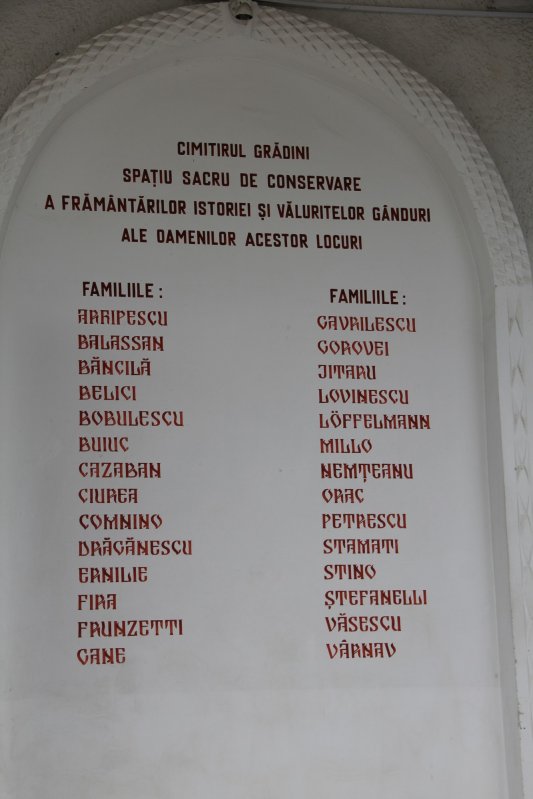 CIMITIRUL GRĂDINI
SPAȚIU SACRU DE CONSERVARE
A FRĂMÂNTĂRILOR ISTORIEI ȘI VĂLURITELOR GÂNDURI
ALE OAMENILOR ACESTOR LOCURI
FAMILIILE :
ARHIPESCU
BALASSAN
BĂNCILĂ
BELICI
BOBULESCU
BUIUC
CAZABAN
CIUREA
COMNINO
DRĂGĂNESCU
ERNILIE
FIRA
FRUNZETTI
GANE
FAMILIILE :
GAVRILESCU
GOROVEI
JITARU
LOVINESCU
LÖFFELMANN
MILLO
NEMȚEANU
ORAC
PETRESCU
STAMATI
STINO
ȘTEFANELLI
VĂSESCU
VÂRNAV